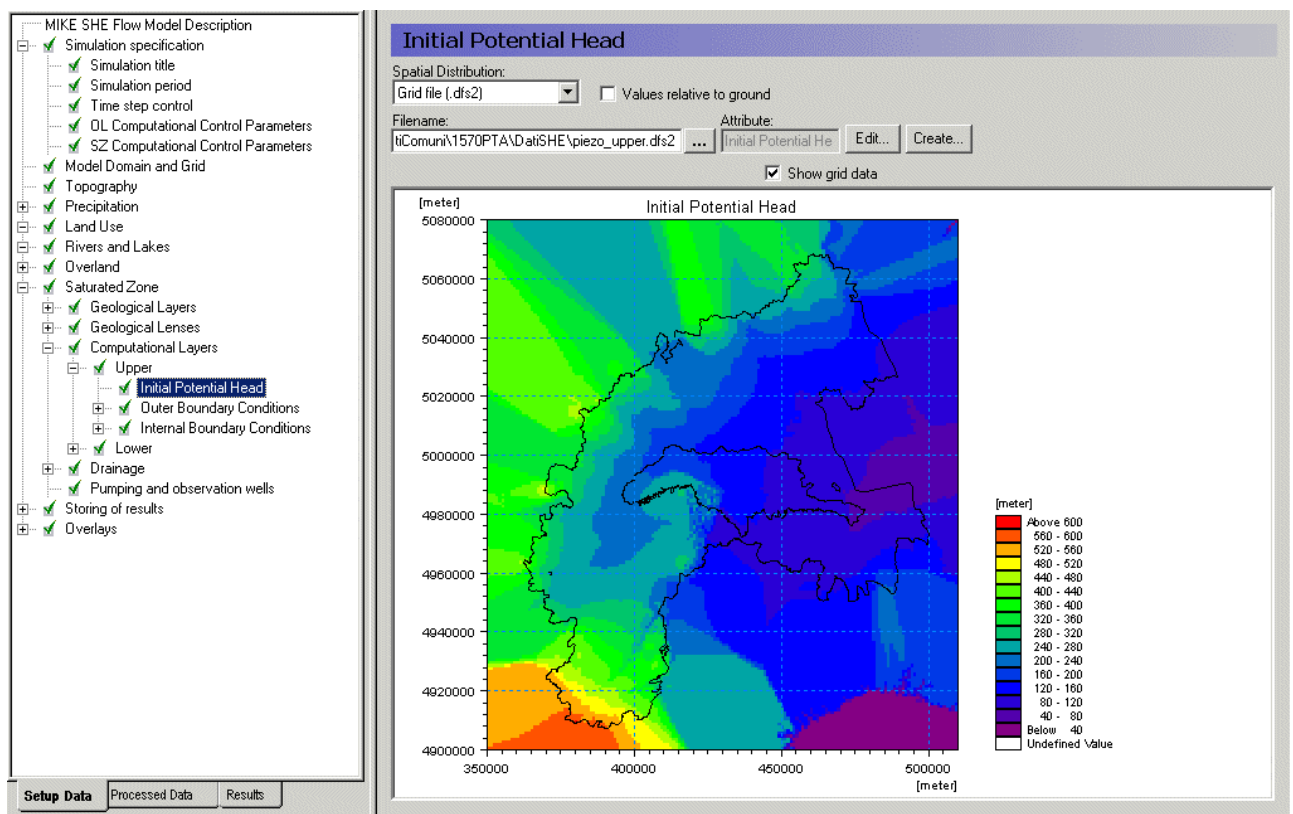 MIKE SHE Flow Model Description
Simulation specification
Simulation title
Simulation period
Time step control
OL Computational Control Parameters
SZ Computational Control Parameters
Model Domain and Grid
Topography
Precipitation
Land Use
Rivers and Lakes
Overland
Saturated Zone
Geological Layers
Geological Lenses
Computational Layers
Upper
Initial Potential Head
Outer Boundary Conditions
Internal Boundary Conditions
Lower
Drainage
Pumping and observation wells
Storing of results
Overlays
Setup Data Processed Data Results
Initial Potential Head
Spatial Distribution:
Grid file (.dfs2) Values relative to ground
Filename: Attribute:
tiComuni\1570PTA\DatiSHE\piezo_upper.dfs2 ... Initial Potential He Edit... Create...
Show grid data
[meter] Initial Potential Head
5080000
5060000
5040000
5020000
5000000
4980000
4960000
4940000
4920000
4900000
350000 400000 450000 500000
[meter]
[meter]
Above 600
560 - 600
520 - 560
480 - 520
440 - 480
400 - 440
360 - 400
320 - 360
280 - 320
240 - 280
200 - 240
160 - 200
120 - 160
80 - 120
40 - 80
Below 40
Undefined Value